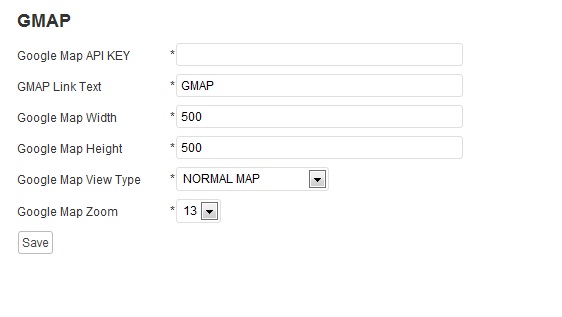 GMAP
Google Map API KEY *
GMAP Link Text * GMAP
Google Map Width * 500
Google Map Height * 500
Google Map View Type * NORMAL MAP
Google Map Zoom * 13
Save